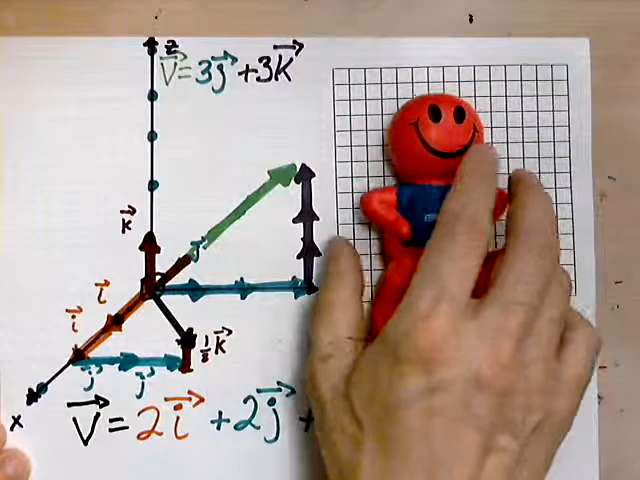 z
V⃗=3j⃗+3k⃗
k⃗
j⃗
i⃗
i⃗
½k⃗
j⃗ j⃗
x
V⃗=2i⃗+2j⃗+